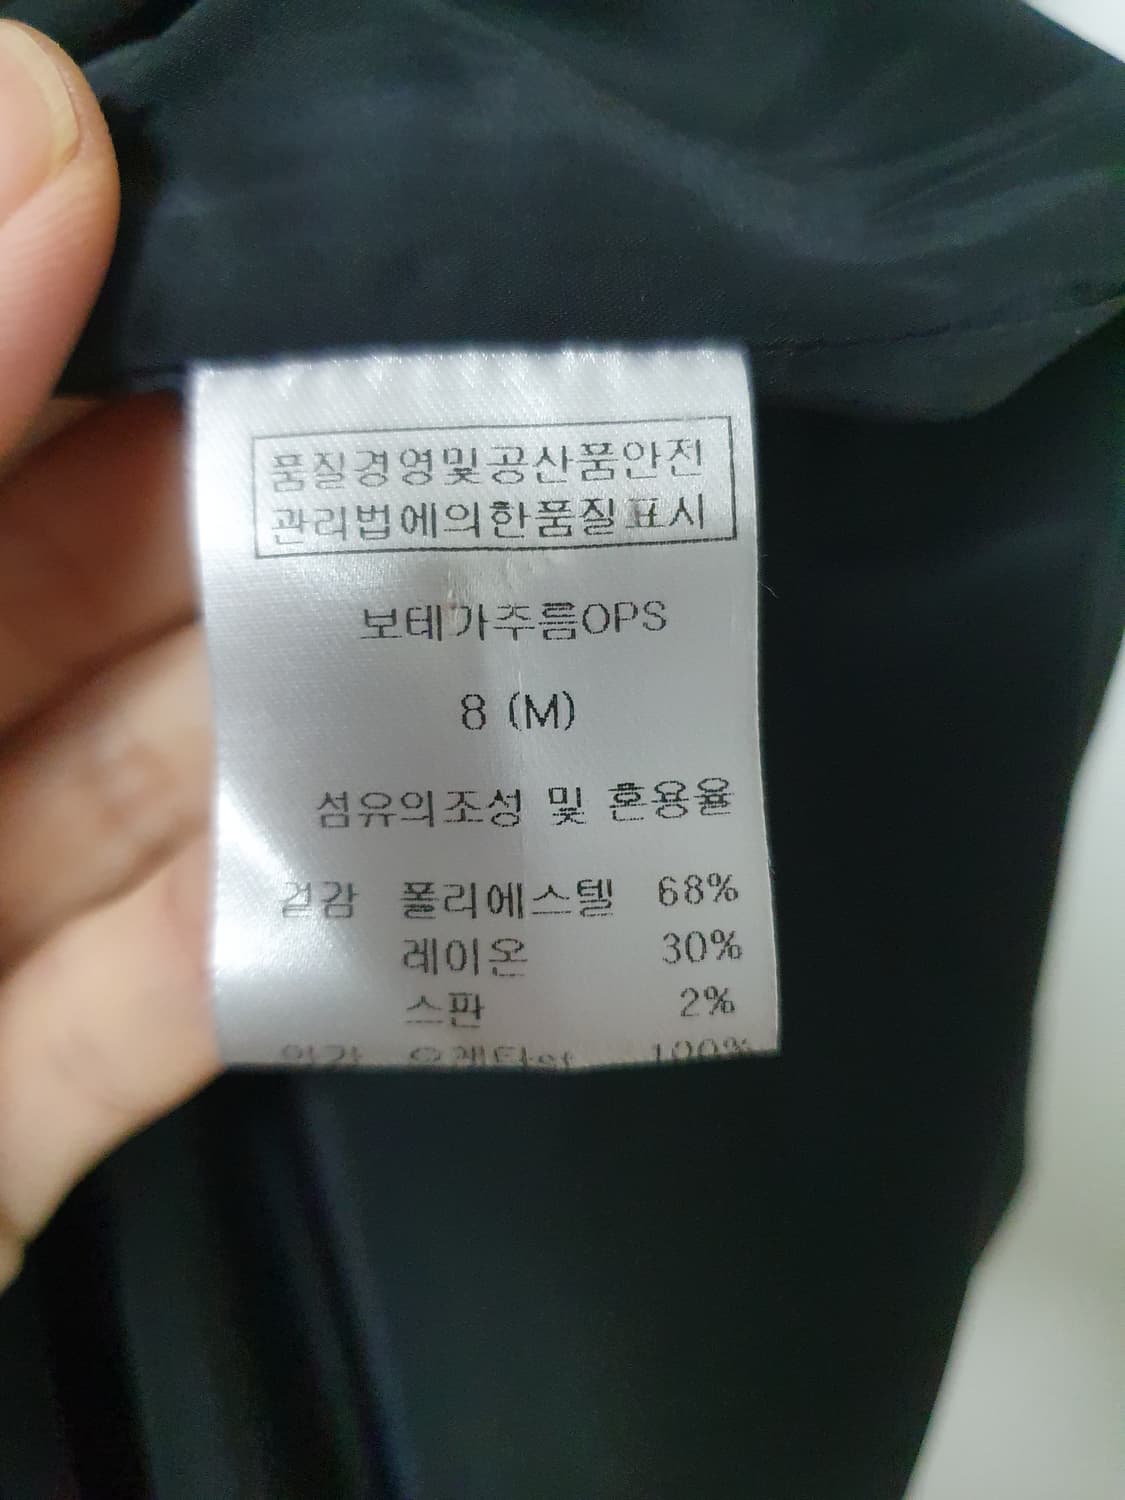 품질경영및공산품안전
관리법에의한품질표시
보테가주름OPS
8 (M)
섬유의조성 및 혼용율
겉감 폴리에스텔 68%
레이온 30%
스판 2%
100%